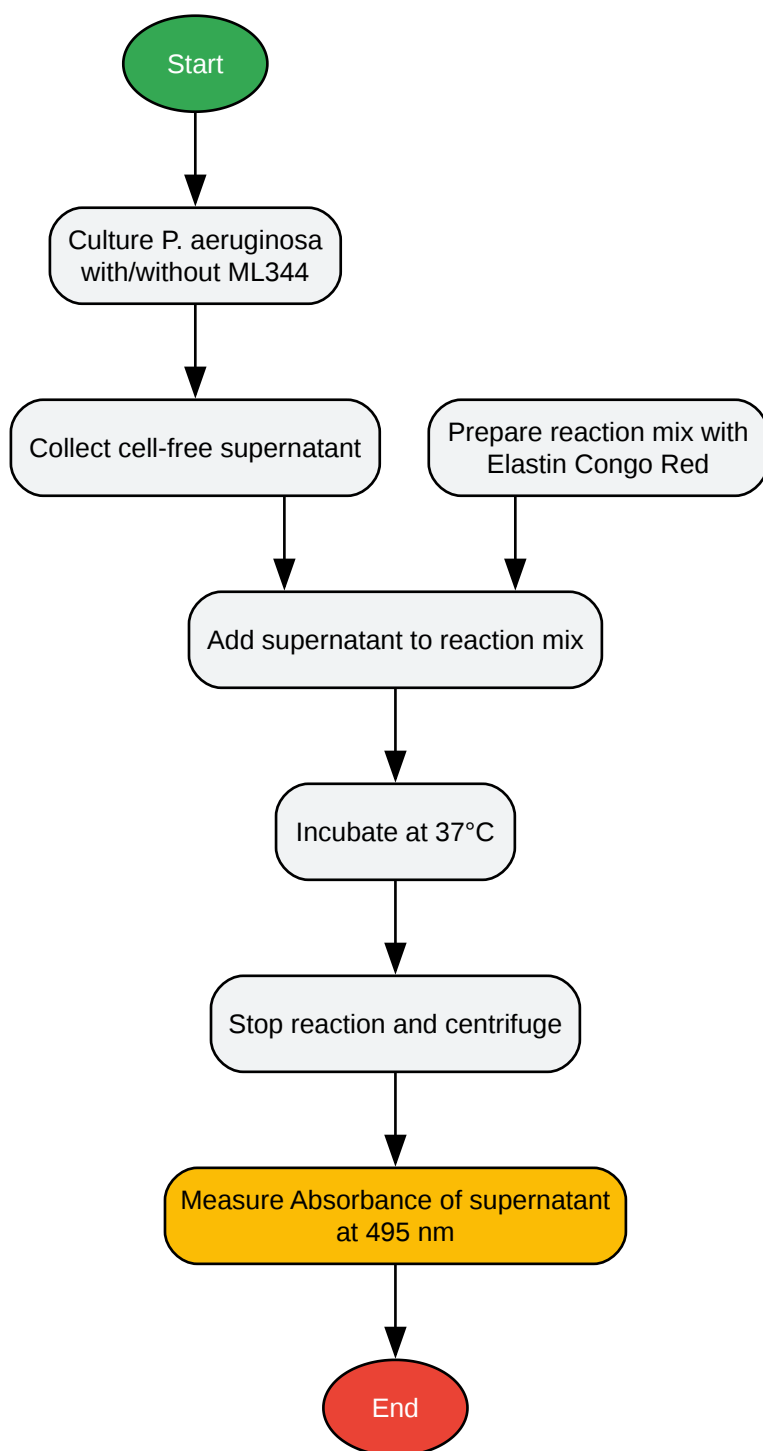 Start
Culture P. aeruginosa
with/without ML344
Collect cell-free supernatant
Prepare reaction mix with
Elastin Congo Red
Add supernatant to reaction mix
Incubate at 37°C
Stop reaction and centrifuge
Measure Absorbance of supernatant
at 495 nm
End